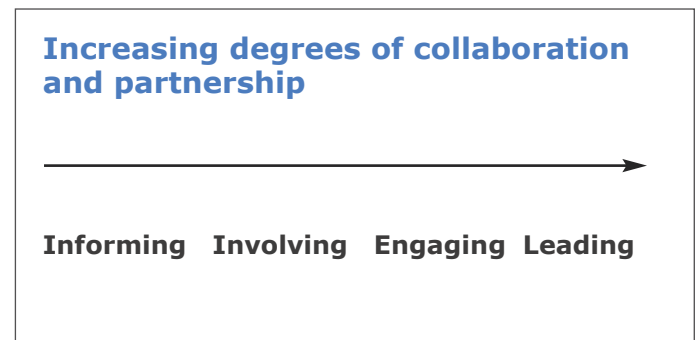 Increasing degrees of collaboration
and partnership
Informing Involving Engaging Leading